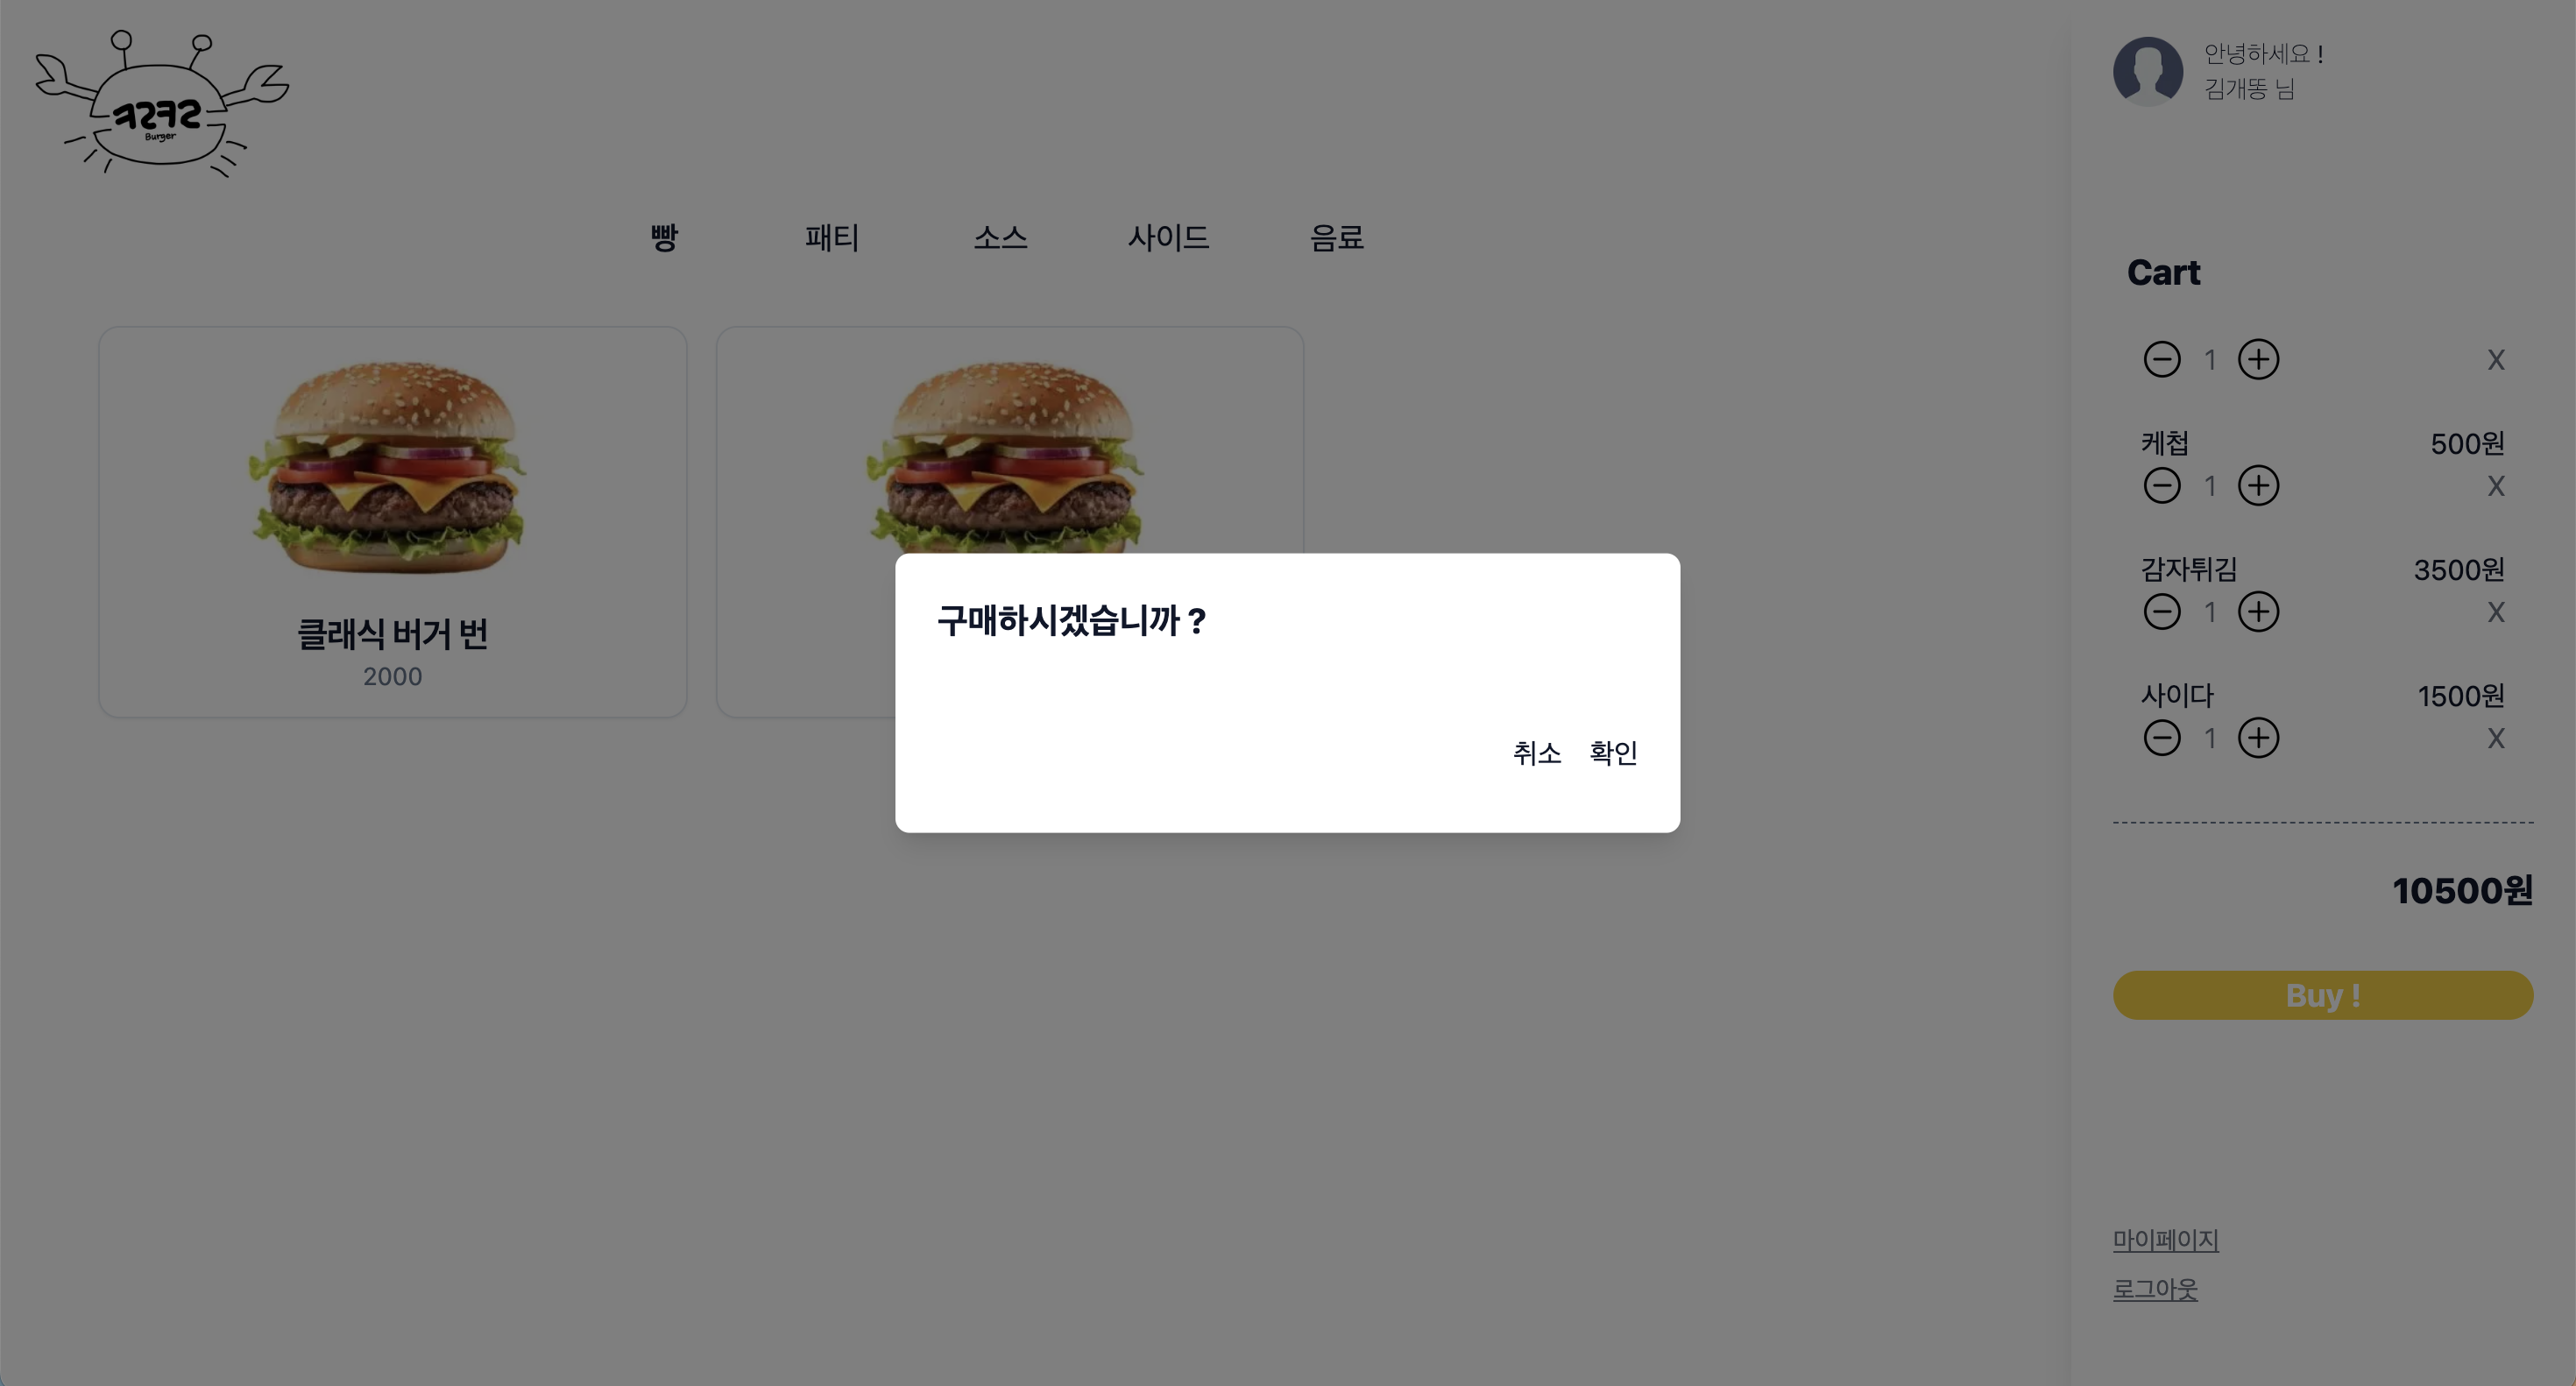 크크크크
Burger
안녕하세요 !
김개똥 님
빵 패티 소스 사이드 음료
Cart
1 X
케첩 500원
1 X
감자튀김 3500원
1 X
사이다 1500원
1 X
클래식 버거 번
2000
구매하시겠습니까 ?
취소 확인
10500원
Buy !
마이페이지
로그아웃